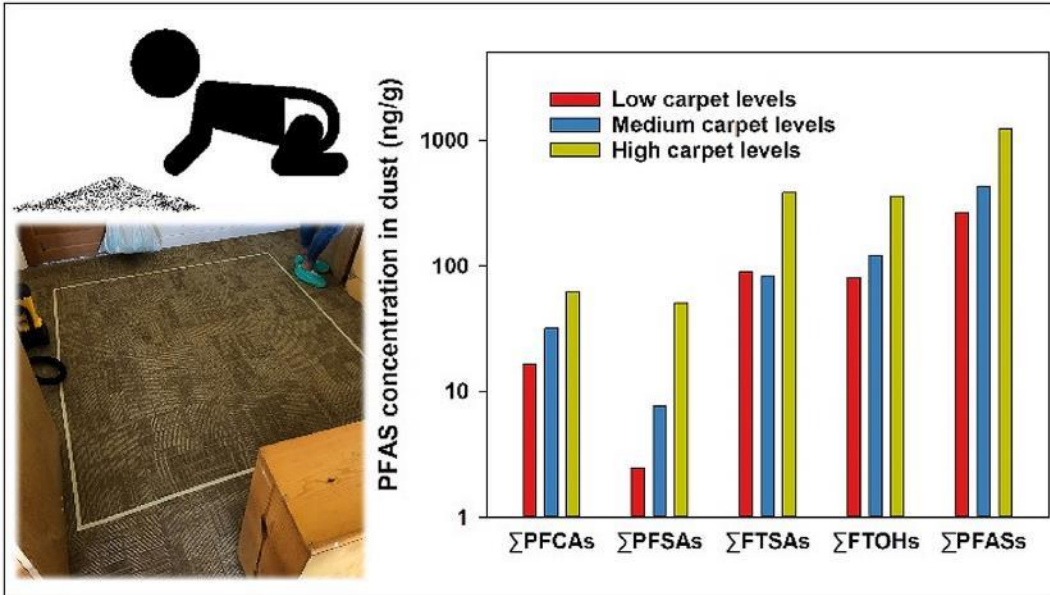 PFAS concentration in dust (ng/g)
Low carpet levels
Medium carpet levels
High carpet levels
1000
100
10
1
∑PFCAs ∑PFSAs ∑FTSAs ∑FTOHs ∑PFASs